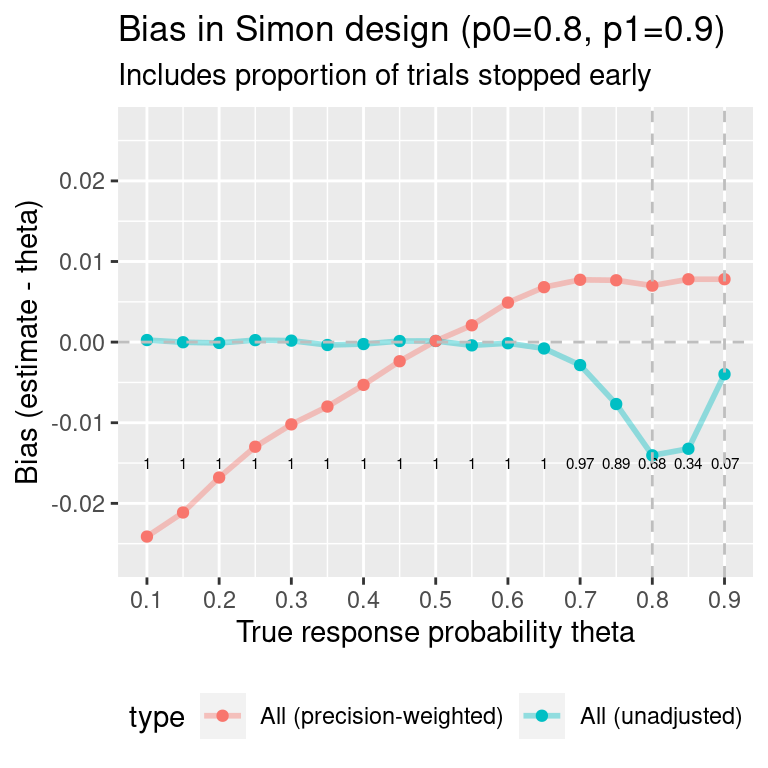 Bias in Simon design (p0=0.8, p1=0.9)
Includes proportion of trials stopped early
Bias (estimate - theta)
0.02
0.01
0.00
-0.01
-0.02
1 1 1 1 1 1 1 1 1 1 1 1 0.97 0.89 0.68 0.34 0.07
0.1 0.2 0.3 0.4 0.5 0.6 0.7 0.8 0.9
True response probability theta
type All (precision-weighted) All (unadjusted)